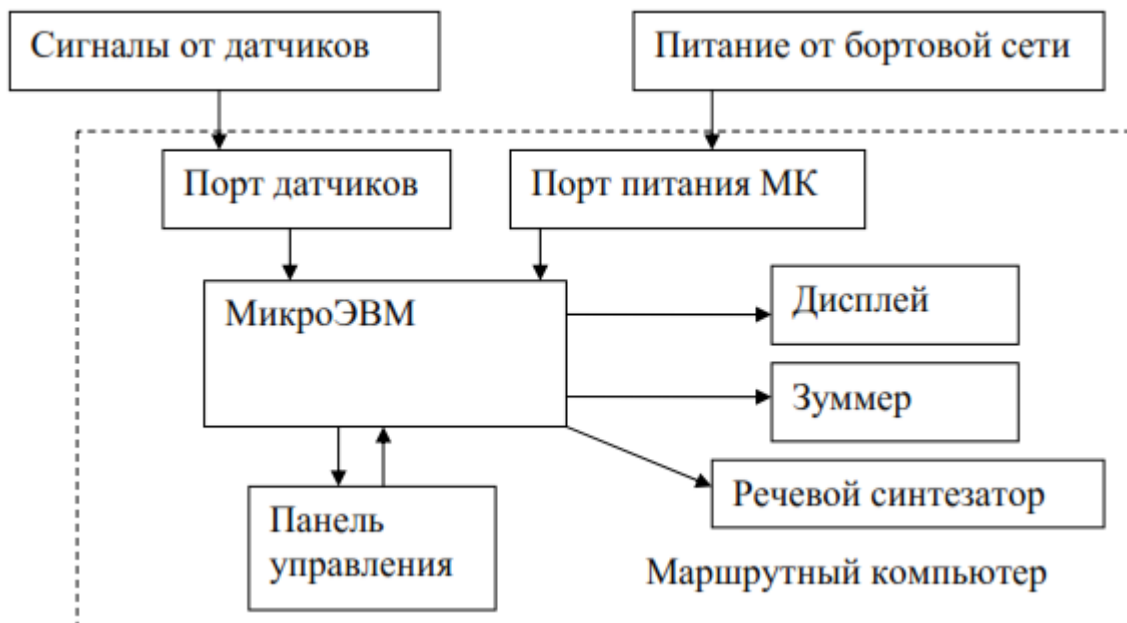 Сигналы от датчиков
Питание от бортовой сети
Порт датчиков
Порт питания МК
МикроЭВМ
Дисплей
Зуммер
Речевой синтезатор
Панель
управления
Маршрутный компьютер